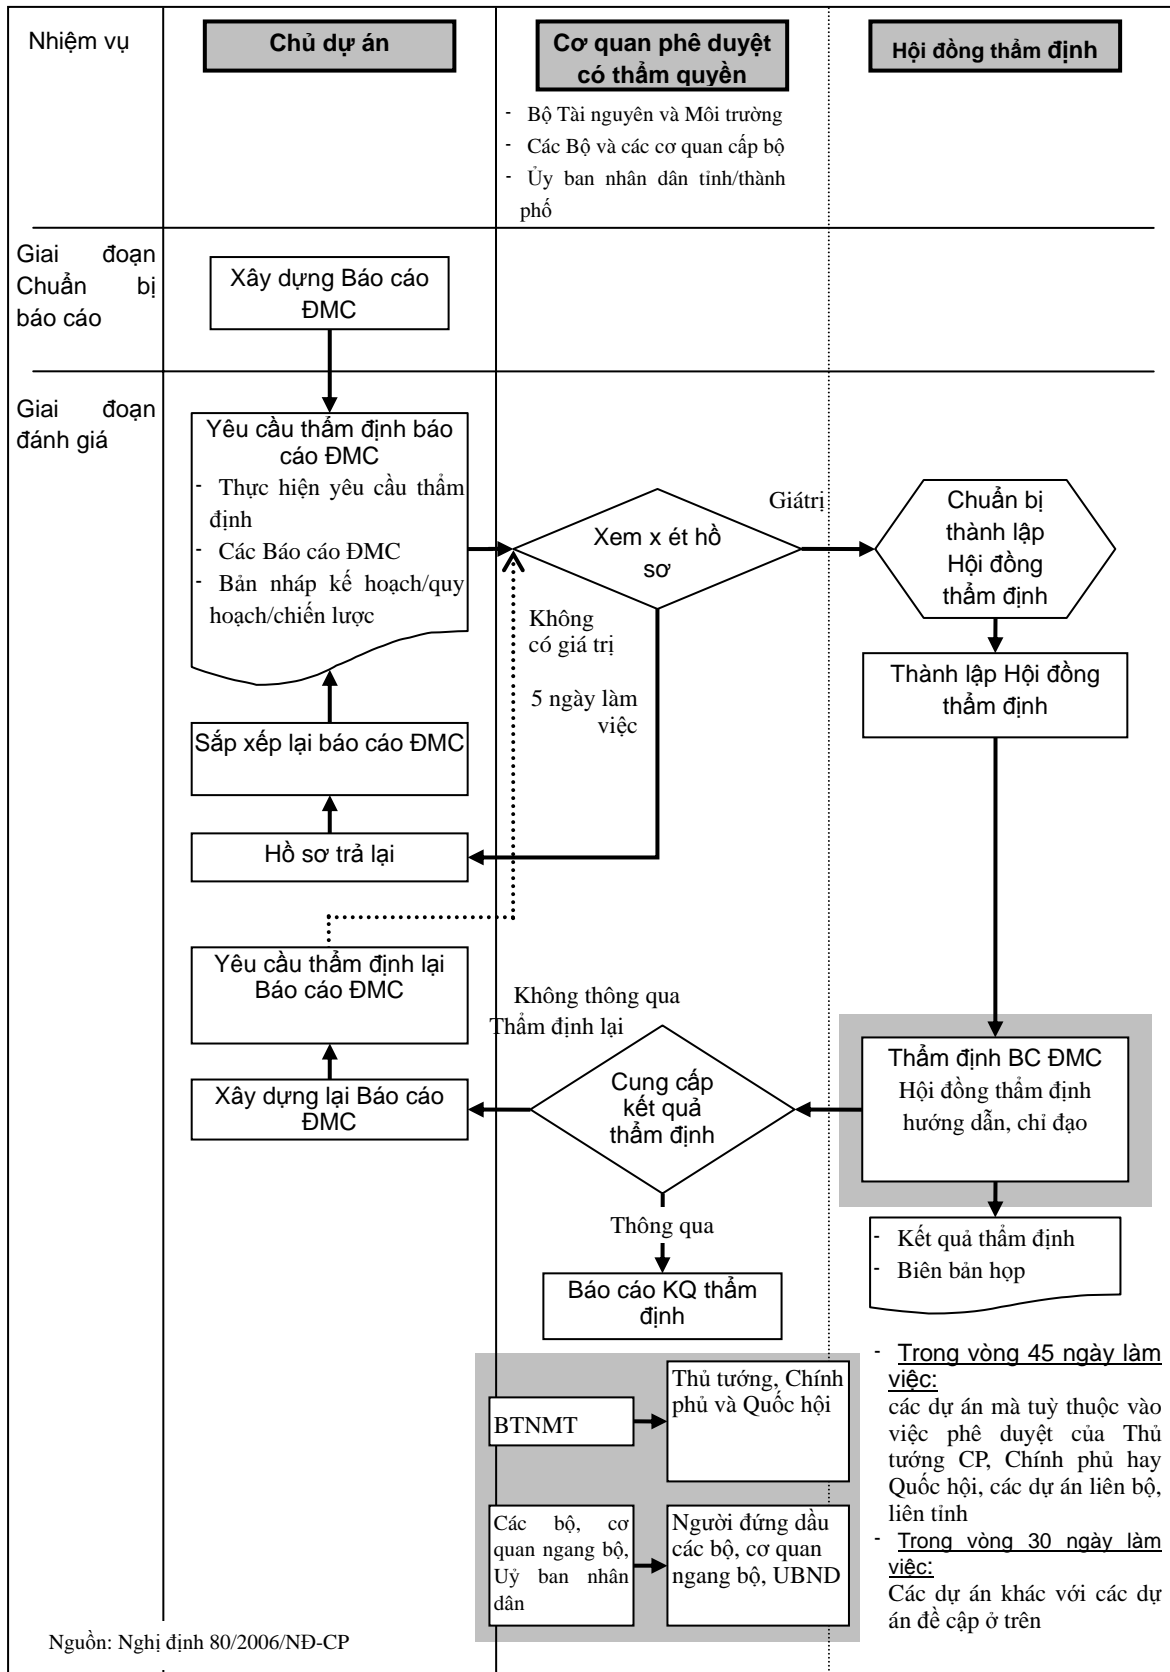 Nhiệm vụ
Chủ dự án
Cơ quan phê duyệt
có thẩm quyền
Hội đồng thẩm định
- Bộ Tài nguyên và Môi trường
- Các Bộ và các cơ quan cấp bộ
- Ủy ban nhân dân tỉnh/thành
phố
Giai đoạn
Chuẩn bị
báo cáo
Xây dựng Báo cáo
ĐMC
Giai đoạn
đánh giá
Yêu cầu thẩm định báo
cáo ĐMC
- Thực hiện yêu cầu thẩm
định
- Các Báo cáo ĐMC
- Bản nháp kế hoạch/quy
hoạch/chiến lược
Xem x ét hồ
sơ
Giátrị
Chuẩn bị
thành lập
Hội đồng
thẩm định
Không
có giá trị
5 ngày làm
việc
Thành lập Hội đồng
thẩm định
Sắp xếp lại báo cáo ĐMC
Hồ sơ trả lại
Yêu cầu thẩm định lại
Báo cáo ĐMC
Không thông qua
Thẩm định lại
Xây dựng lại Báo cáo
ĐMC
Cung cấp
kết quả
thẩm định
Thẩm định BC ĐMC
Hội đồng thẩm định
hướng dẫn, chỉ đạo
Thông qua
- Kết quả thẩm định
- Biên bản họp
Báo cáo KQ thẩm
định
BTNMT
Thủ tướng, Chính
phủ và Quốc hội
Các bộ, cơ
quan ngang bộ,
Uỷ ban nhân
dân
Người đứng dầu
các bộ, cơ quan
ngang bộ, UBND
- Trong vòng 45 ngày làm
việc:
các dự án mà tuỳ thuộc vào
việc phê duyệt của Thủ
tướng CP, Chính phủ hay
Quốc hội, các dự án liên bộ,
liên tỉnh
- Trong vòng 30 ngày làm
việc:
Các dự án khác với các dự
án đề cập ở trên
Nguồn: Nghị định 80/2006/NĐ-CP